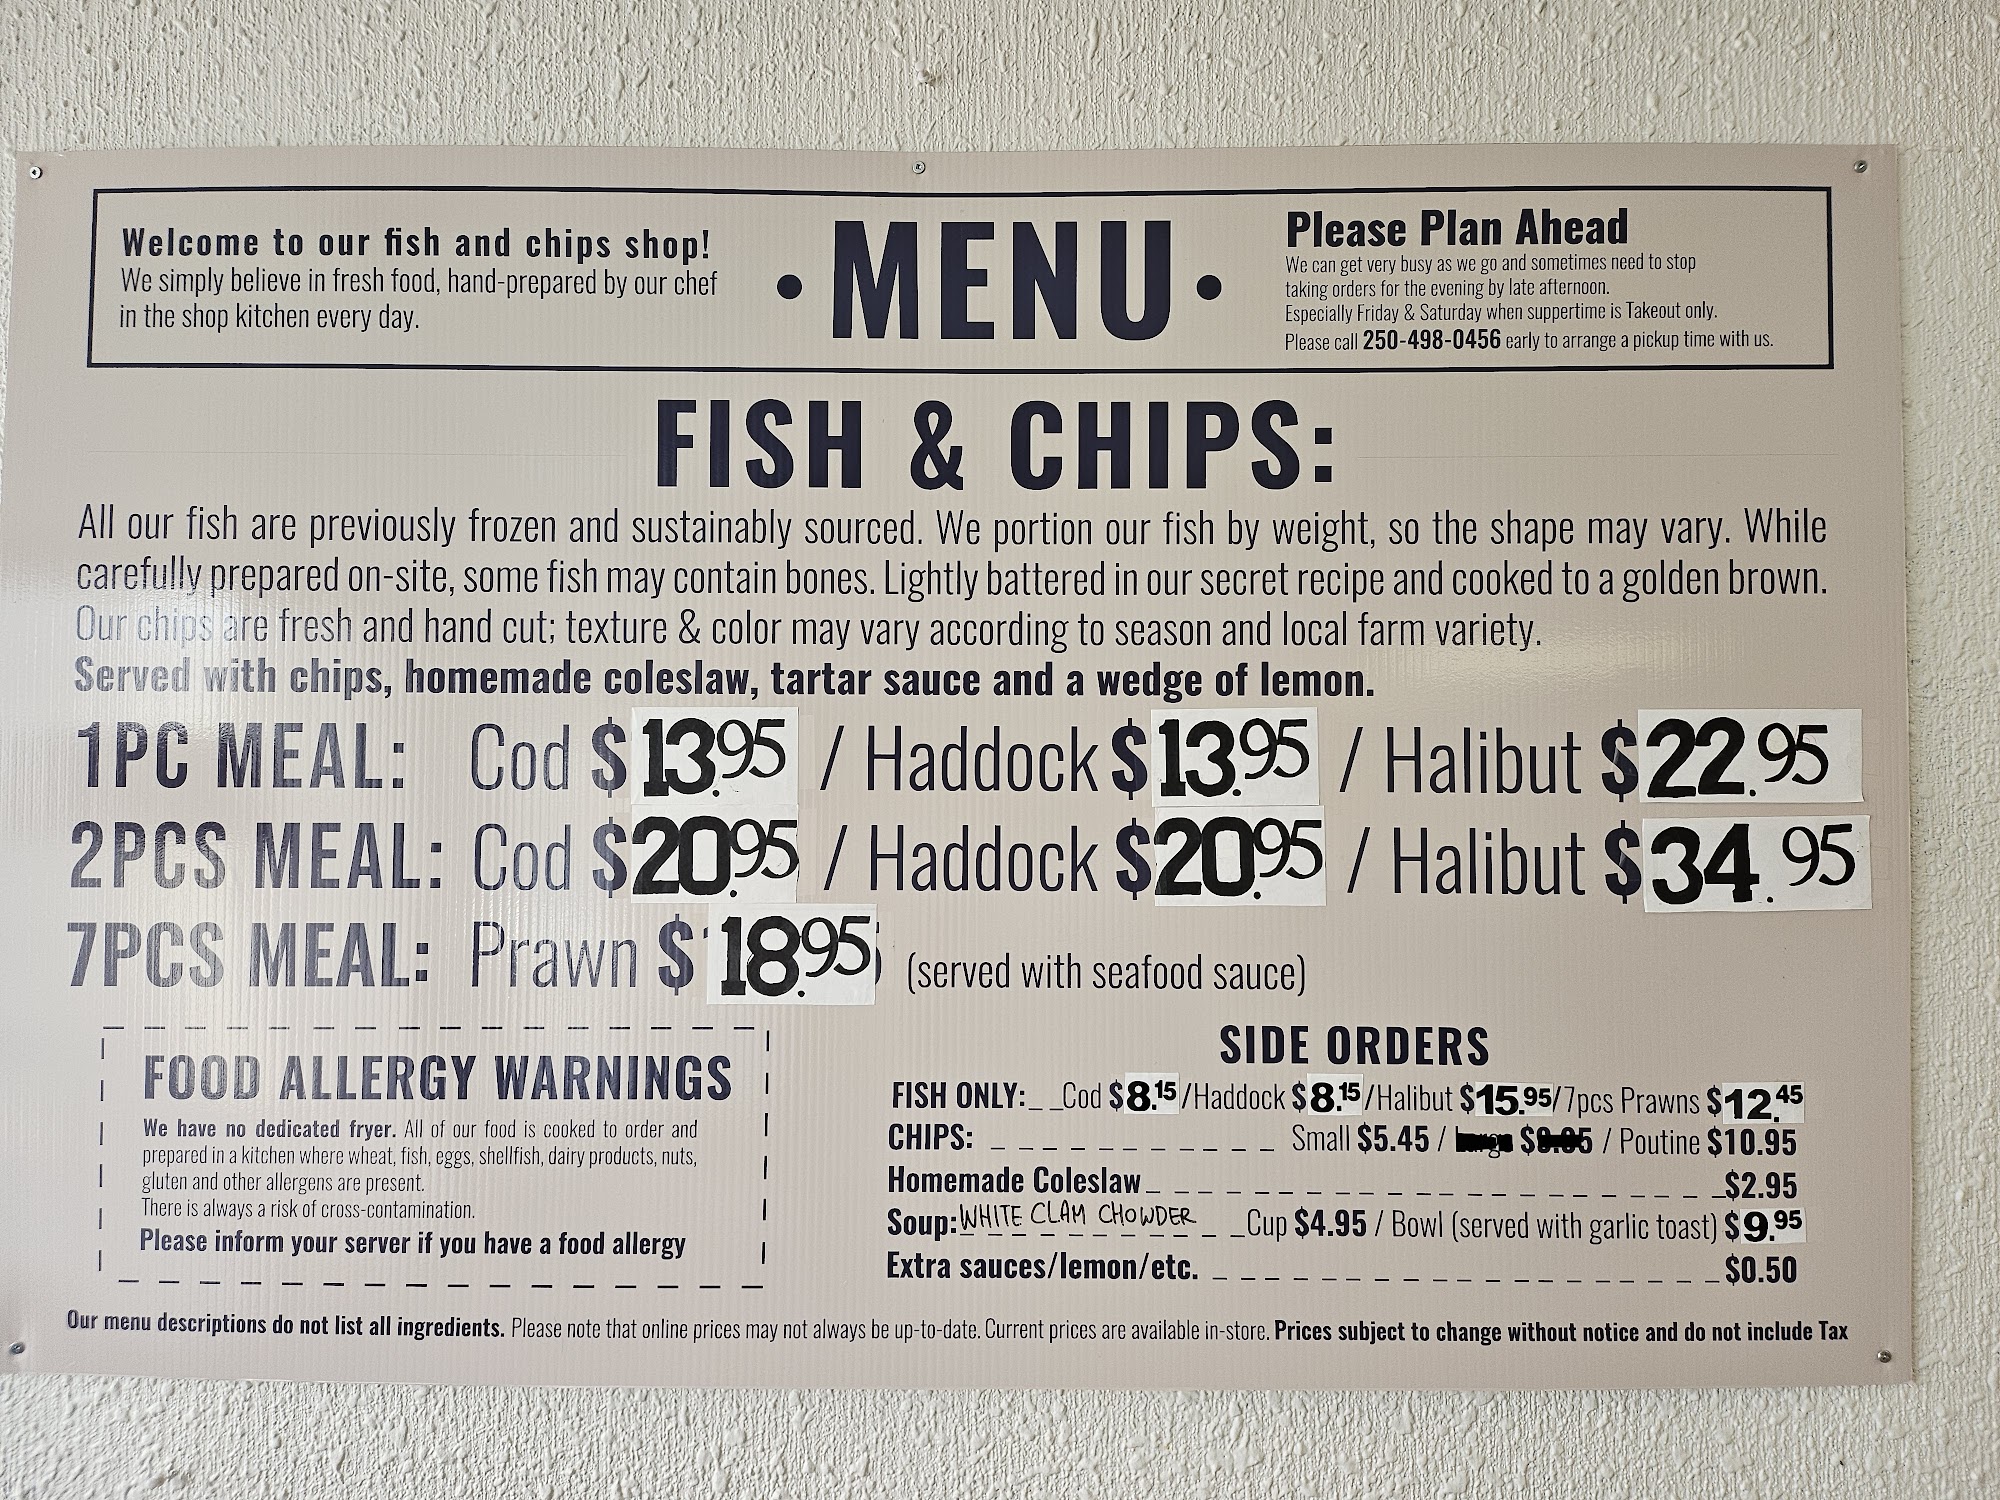 Welcome to our fish and chips shop!
We simply believe in fresh food, hand-prepared by our chef
in the shop kitchen every day.
• MENU •
Please Plan Ahead
We can get very busy as we go and sometimes need to stop
taking orders for the evening by late afternoon.
Especially Friday & Saturday when suppertime is Takeout only.
Please call 250-498-0456 early to arrange a pickup time with us.
FISH & CHIPS:
All our fish are previously frozen and sustainably sourced. We portion our fish by weight, so the shape may vary. While
carefully prepared on-site, some fish may contain bones. Lightly battered in our secret recipe and cooked to a golden brown.
Our chips are fresh and hand cut; texture & color may vary according to season and local farm variety.
Served with chips, homemade coleslaw, tartar sauce and a wedge of lemon.
1PC MEAL: Cod $13.95 / Haddock $13.95 / Halibut $22.95
2PCS MEAL: Cod $20.95 / Haddock $20.95 / Halibut $34.95
7PCS MEAL: Prawn $18.95 (served with seafood sauce)
FOOD ALLERGY WARNINGS
We have no dedicated fryer. All of our food is cooked to order and
prepared in a kitchen where wheat, fish, eggs, shellfish, dairy products, nuts,
gluten and other allergens are present.
There is always a risk of cross-contamination.
Please inform your server if you have a food allergy
SIDE ORDERS
FISH ONLY:_ _Cod $8.15/Haddock $8.15/Halibut $15.95/7pcs Prawns $12.45
CHIPS: _ _ _ _ _ _ _ _ _ _ _ Small $5.45 / / Poutine $10.95
Homemade Coleslaw_ _ _ _ _ _ _ _ _ _ _ _ _ _ _ _ _ _ _ _ _$2.95
Soup: WHITE CLAM CHOWDER _ _Cup $4.95 / Bowl (served with garlic toast) $9.95
Extra sauces/lemon/etc. _ _ _ _ _ _ _ _ _ _ _ _ _ _ _ _ _ _ _$0.50
Our menu descriptions do not list all ingredients. Please note that online prices may not always be up-to-date. Current prices are available in-store. Prices subject to change without notice and do not include Tax